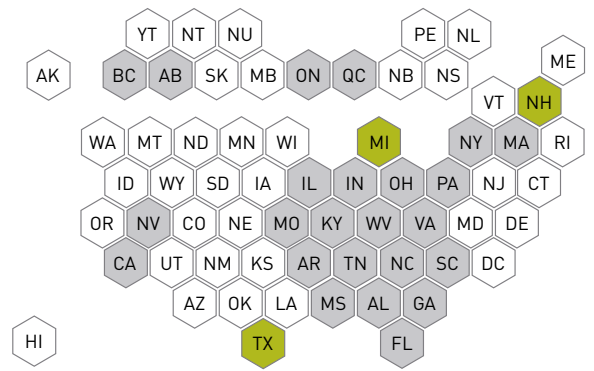 YT NT NU PE NL
ME
AK BC AB SK MB ON QC NB NS
VT NH
WA MT ND MN WI MI NY MA RI
ID WY SD IA IL IN OH PA NJ CT
OR NV CO NE MO KY WV VA MD DE
CA UT NM KS AR TN NC SC DC
AZ OK LA MS AL GA
HI TX FL